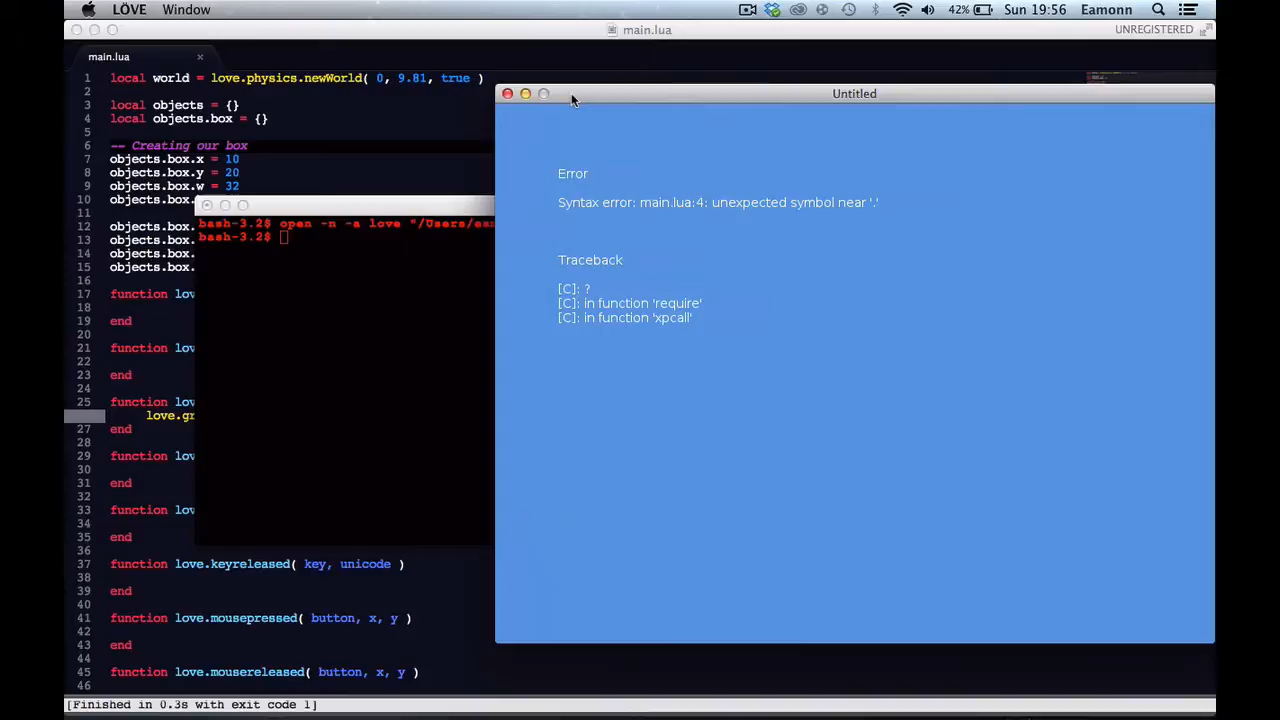 LÖVE Window 42% Sun 19:56 Eamonn
main.lua UNREGISTERED
main.lua ×
1 local world = love.physics.newWorld( 0, 9.81, true )
2
3 local objects = {}
4 local objects.box = {}
5
6 -- Creating our box
7 objects.box.x = 10
8 objects.box.y = 20
9 objects.box.w = 32
10 objects.box.
11
12 objects.box.
13 objects.box.
14 objects.box.
15 objects.box.
16
17 function lov
18
19 end
20
21 function lov
22
23 end
24
25 function lov
love.gr
27 end
28
29 function lov
30
31 end
32
33 function lov
34
35 end
36
37 function love.keyreleased( key, unicode )
38
39 end
40
41 function love.mousepressed( button, x, y )
42
43 end
44
45 function love.mousereleased( button, x, y )
46
[Finished in 0.3s with exit code 1]
bash-3.2$ open -n -a love "/Users/eam
bash-3.2$
Untitled
Error
Syntax error: main.lua:4: unexpected symbol near '.'
Traceback
[C]: ?
[C]: in function 'require'
[C]: in function 'xpcall'